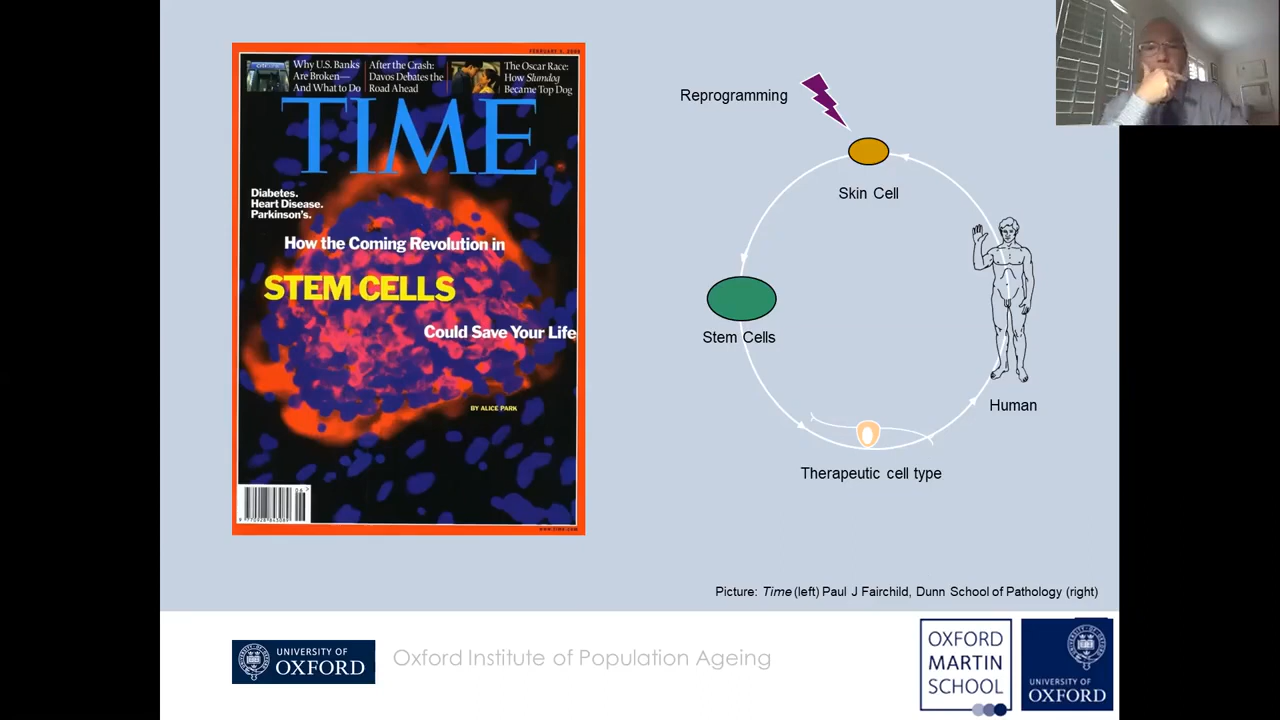 FEBRUARY 9, 2009
Why U.S. Banks
Are Broken—
And What to Do
After the Crash:
Davos Debates the
Road Ahead
The Oscar Race:
How Slumdog
Became Top Dog
TIME
Diabetes.
Heart Disease.
Parkinson's.
How the Coming Revolution in
STEM CELLS
Could Save Your Life
BY ALICE PARK
www.time.com
Reprogramming
Skin Cell
Stem Cells
Human
Therapeutic cell type
Picture: Time (left) Paul J Fairchild, Dunn School of Pathology (right)
UNIVERSITY OF
OXFORD
Oxford Institute of Population Ageing
OXFORD
MARTIN
SCHOOL
UNIVERSITY OF
OXFORD